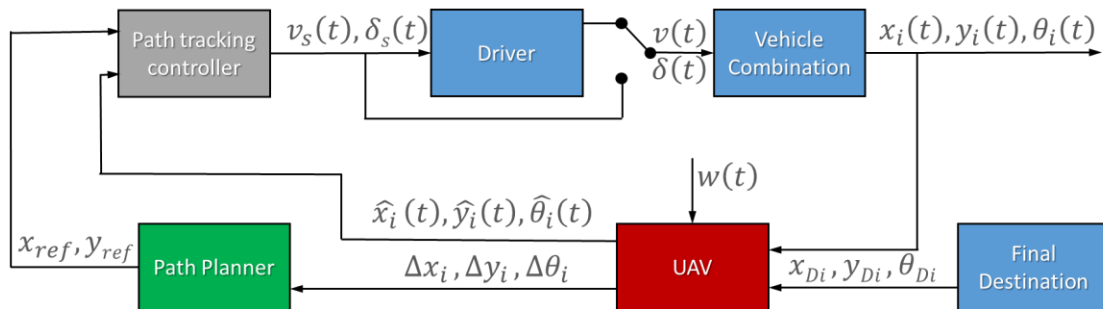 Path tracking
controller
v_s(t), δ_s(t)
Driver
v(t)
δ(t)
Vehicle
Combination
x_i(t), y_i(t), θ_i(t)
w(t)
x̂_i(t), ŷ_i(t), θ̂_i(t)
x_ref, y_ref
Path Planner
Δx_i, Δy_i, Δθ_i
UAV
x_Di, y_Di, θ_Di
Final
Destination